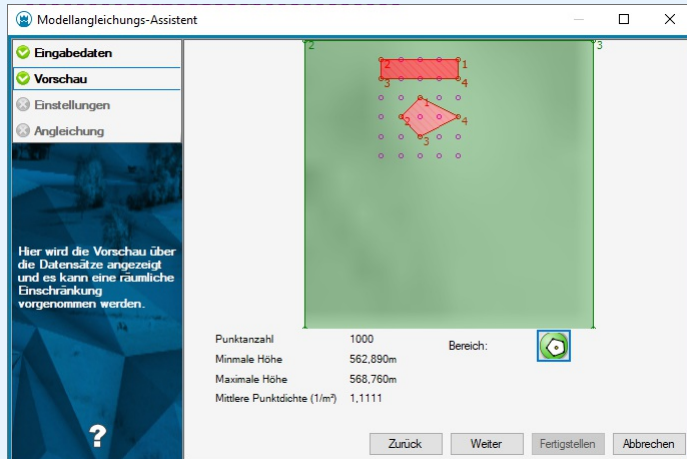 Modellangleichungs-Assistent
Eingabedaten
Vorschau
Einstellungen
Angleichung
Hier wird die Vorschau über
die Datensätze angezeigt
und es kann eine räumliche
Einschränkung
vorgenommen werden.
?
2 3
2 1
3 4
1
2 4
3
Punktanzahl 1000
Minmale Höhe 562,890m
Maximale Höhe 568,760m
Mittlere Punktdichte (1/m²) 1,1111
Bereich:
Zurück Weiter Fertigstellen Abbrechen